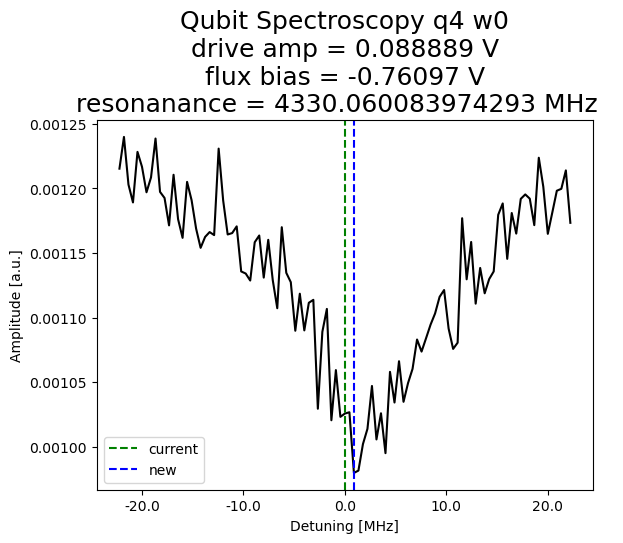 Qubit Spectroscopy q4 w0
drive amp = 0.088889 V
flux bias = -0.76097 V
resonanance = 4330.060083974293 MHz
0.00125
0.00120
0.00115
0.00110
0.00105
0.00100
Amplitude [a.u.]
current
new
-20.0
-10.0
0.0
10.0
20.0
Detuning [MHz]